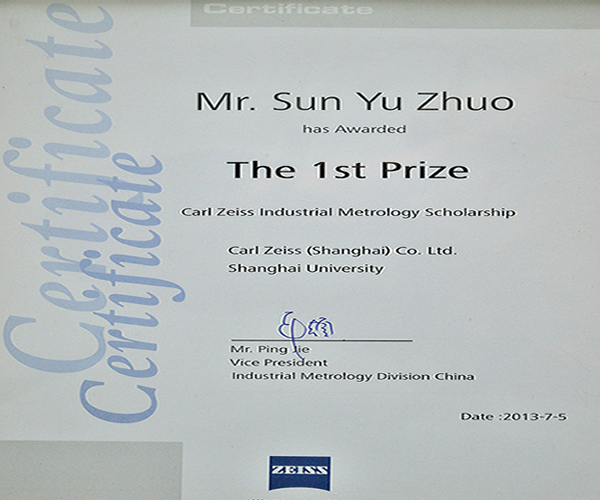 Certificate
Certificate
Certificate
Mr. Sun Yu Zhuo
has Awarded
The 1st Prize
Carl Zeiss Industrial Metrology Scholarship
Carl Zeiss (Shanghai) Co. Ltd.
Shanghai University
Mr. Ping Jie
Vice President
Industrial Metrology Division China
Date :2013-7-5
ZEISS